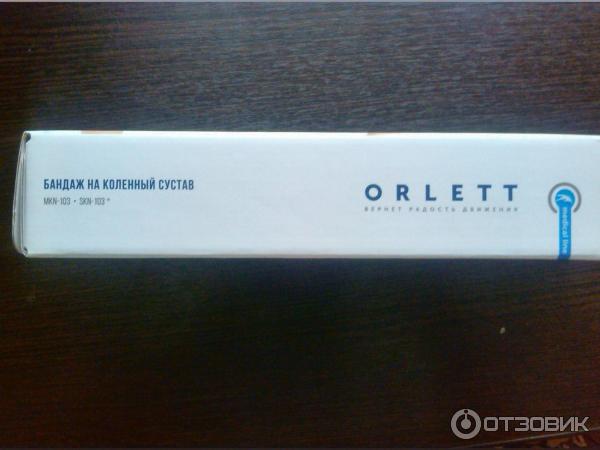 БАНДАЖ НА КОЛЕННЫЙ СУСТАВ
MKN-103 • SKN-103 *
ORLETT
ВЕРНЕТ РАДОСТЬ ДВИЖЕНИЯ
medical line
ОТЗОВИК